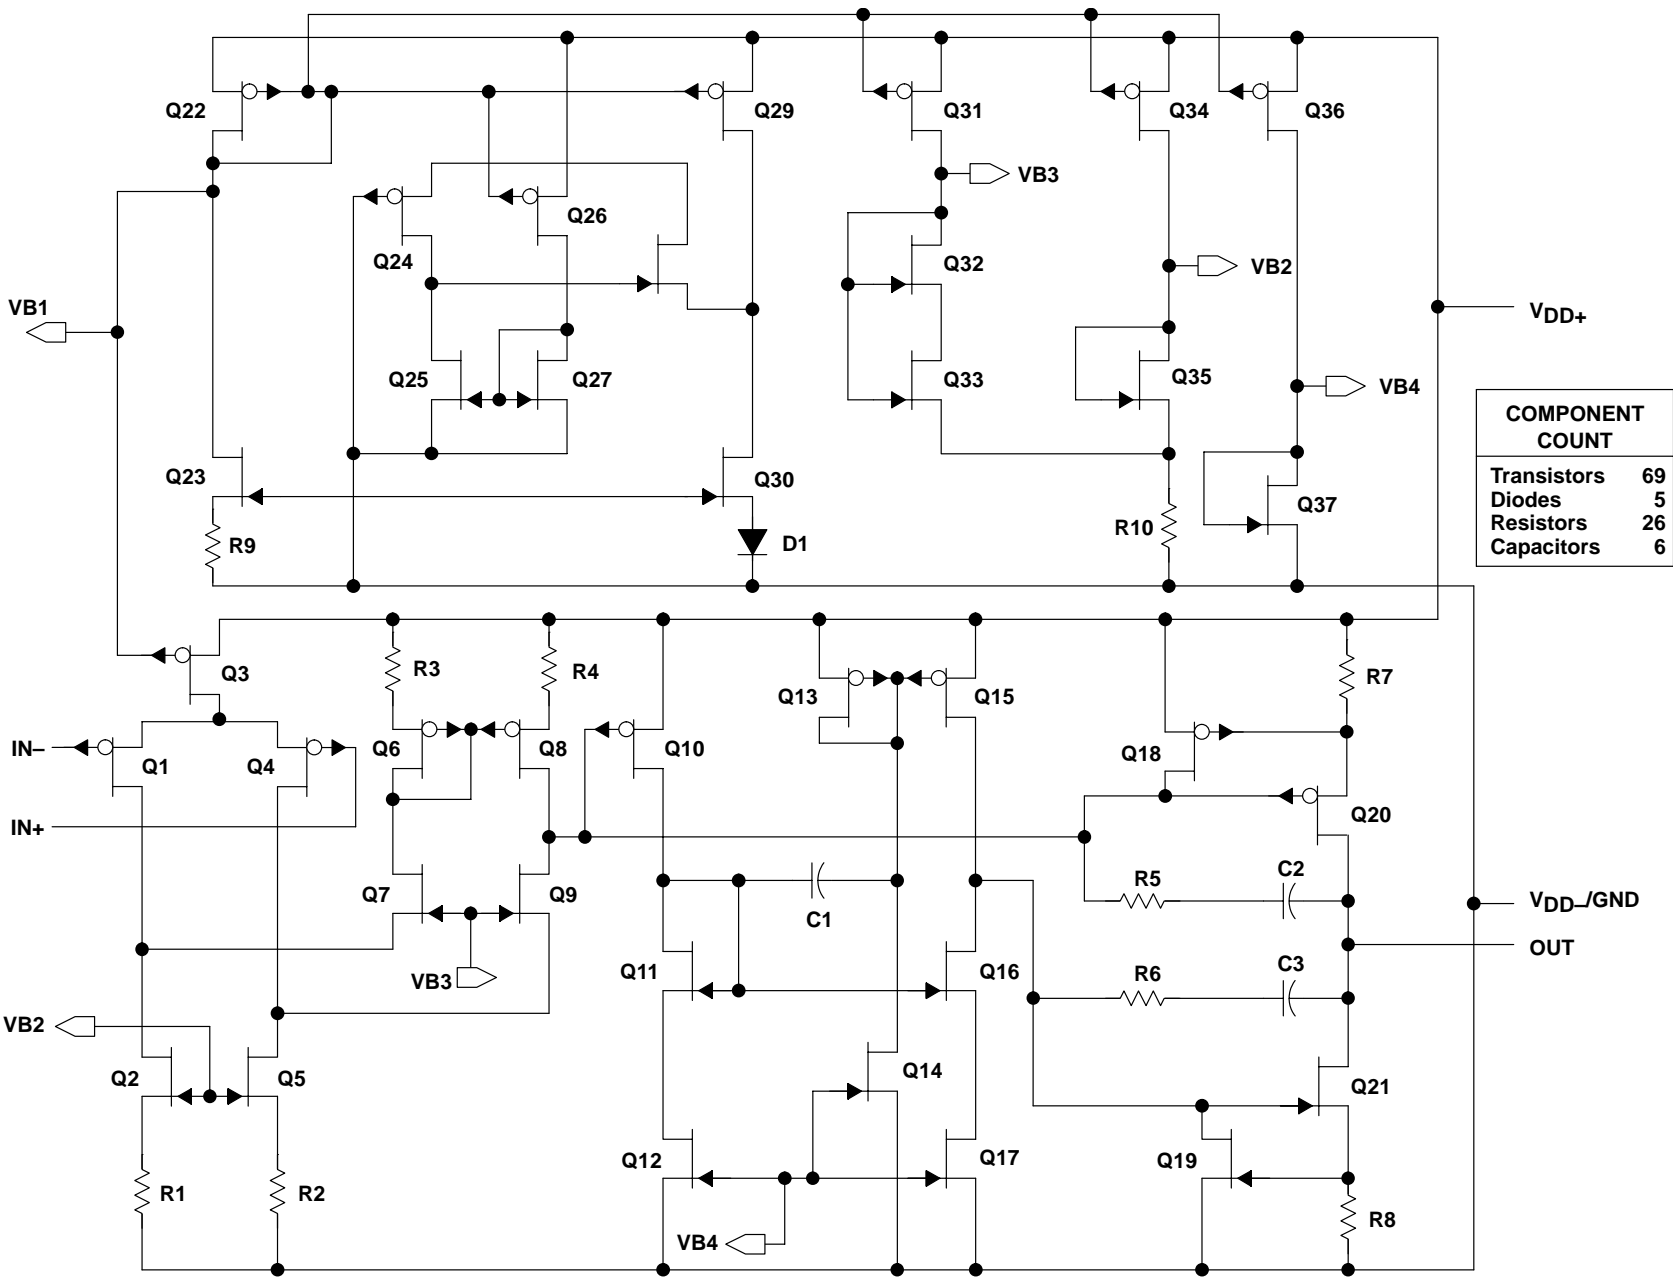 Q22
Q29
Q31
Q34
Q36
VB3
Q26
Q24
Q32
VB2
VB1
VDD+
Q25
Q27
Q33
Q35
VB4
COMPONENT
COUNT
Transistors 69
Diodes 5
Resistors 26
Capacitors 6
Q23
Q30
Q37
R9
D1
R10
Q3
R3
R4
R7
Q13
Q15
IN–
Q1
Q4
Q6
Q8
Q10
Q18
IN+
Q20
Q7
Q9
C1
R5
C2
VDD–/GND
OUT
VB3
Q11
Q16
R6
C3
VB2
Q2
Q5
Q14
Q21
Q12
Q17
Q19
R1
R2
R8
VB4